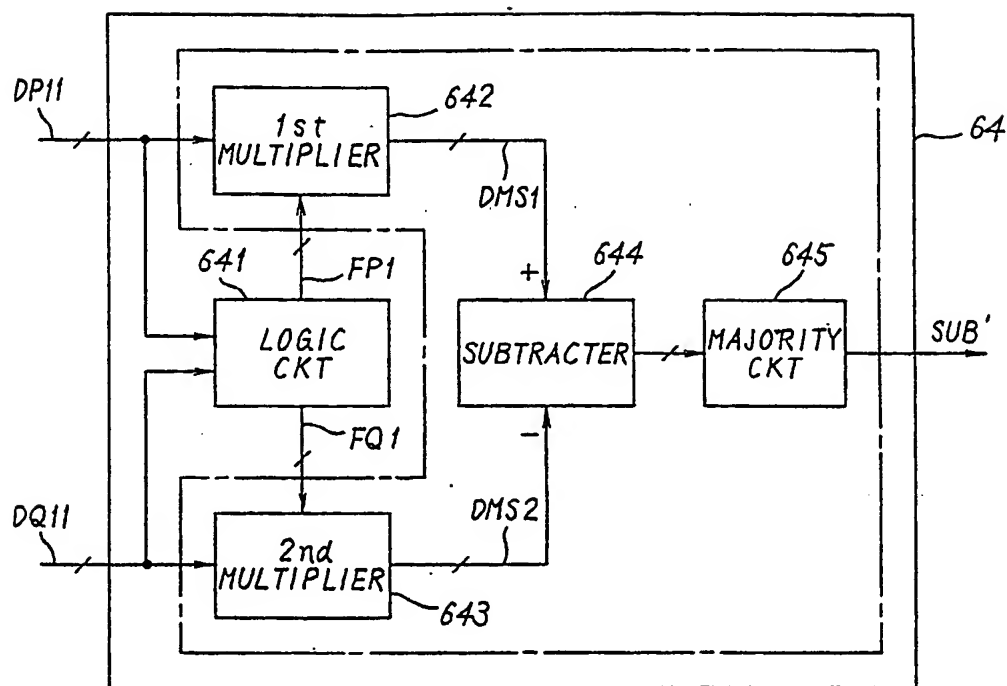 DP11
1st
MULTIPLIER
642
64
DMS1
641
FP1
LOGIC
CKT
+
644
SUBTRACTER
645
MAJORITY
CKT
SUB'
FQ1
-
DQ11
2nd
MULTIPLIER
643
DMS2